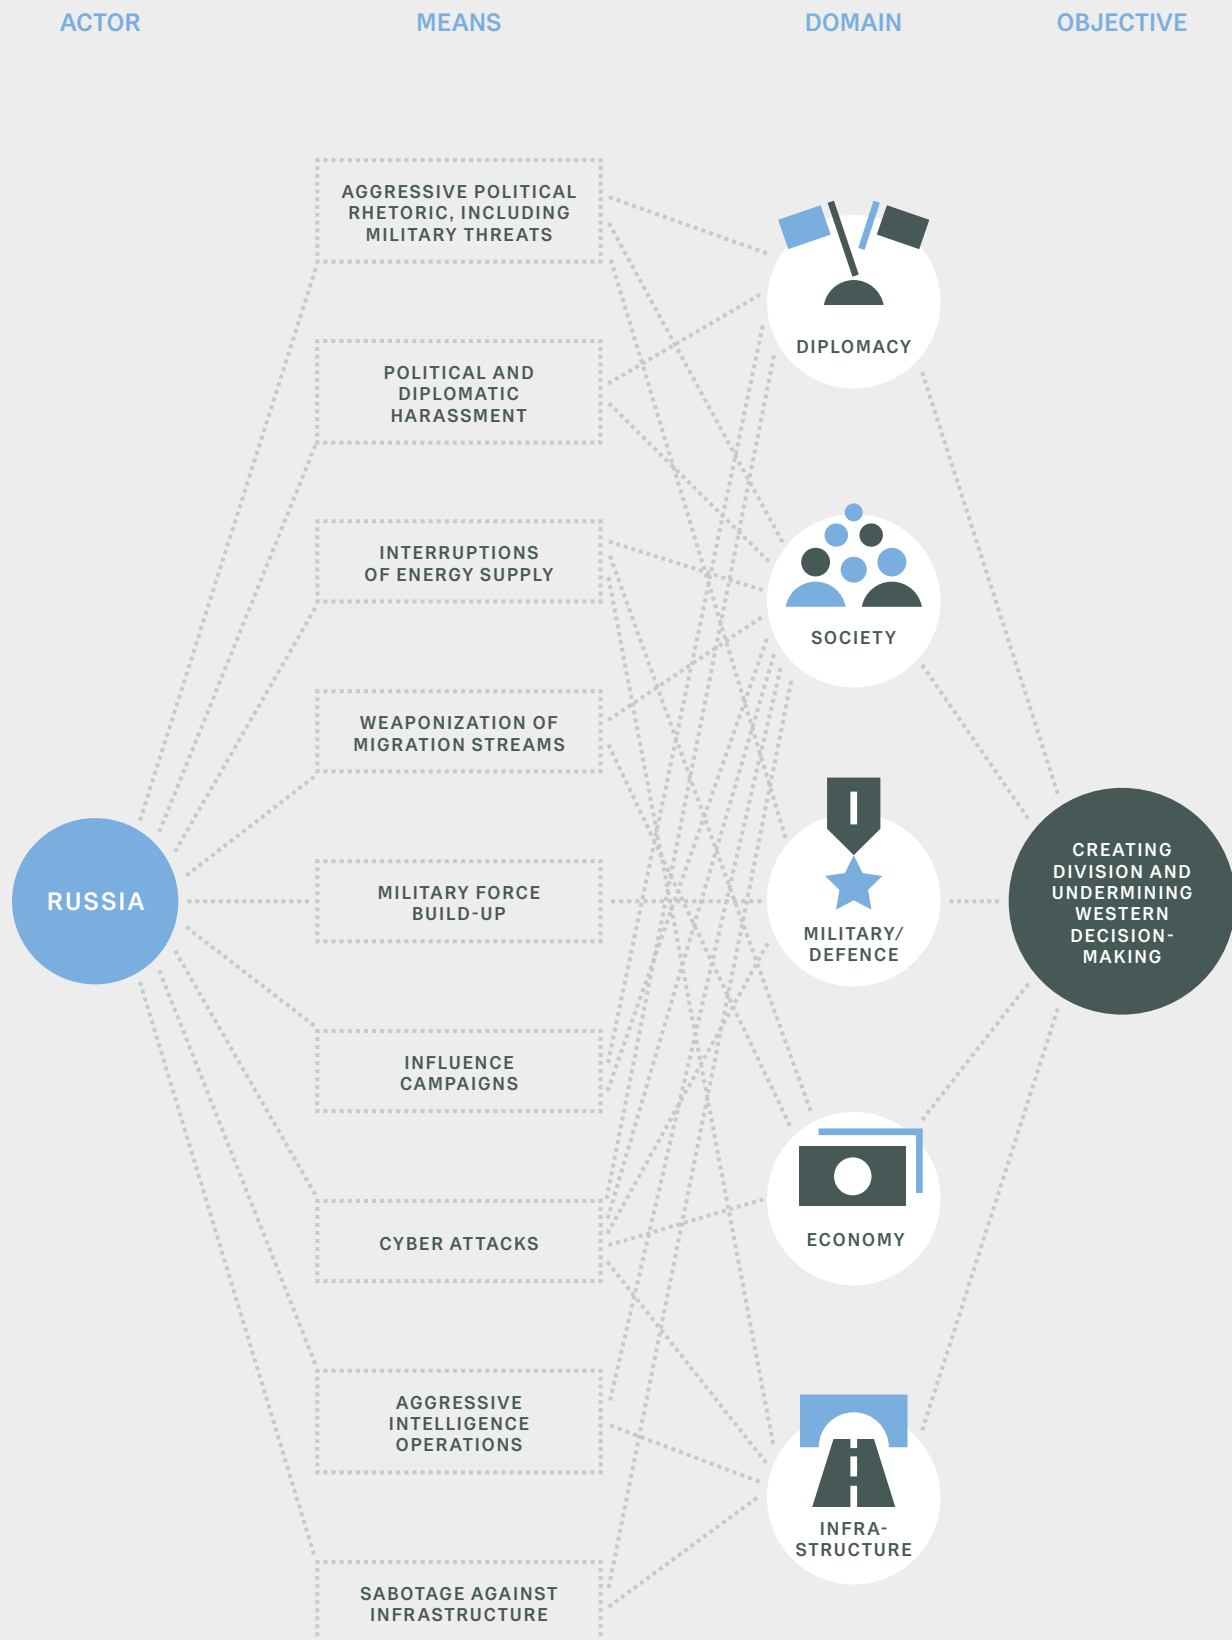 ACTOR
MEANS
DOMAIN
OBJECTIVE
AGGRESSIVE POLITICAL
RHETORIC, INCLUDING
MILITARY THREATS
POLITICAL AND
DIPLOMATIC
HARASSMENT
INTERRUPTIONS
OF ENERGY SUPPLY
WEAPONIZATION OF
MIGRATION STREAMS
RUSSIA
MILITARY FORCE
BUILD-UP
INFLUENCE
CAMPAIGNS
CYBER ATTACKS
AGGRESSIVE
INTELLIGENCE
OPERATIONS
SABOTAGE AGAINST
INFRASTRUCTURE
DIPLOMACY
SOCIETY
MILITARY/
DEFENCE
ECONOMY
INFRA-
STRUCTURE
CREATING
DIVISION AND
UNDERMINING
WESTERN
DECISION-
MAKING